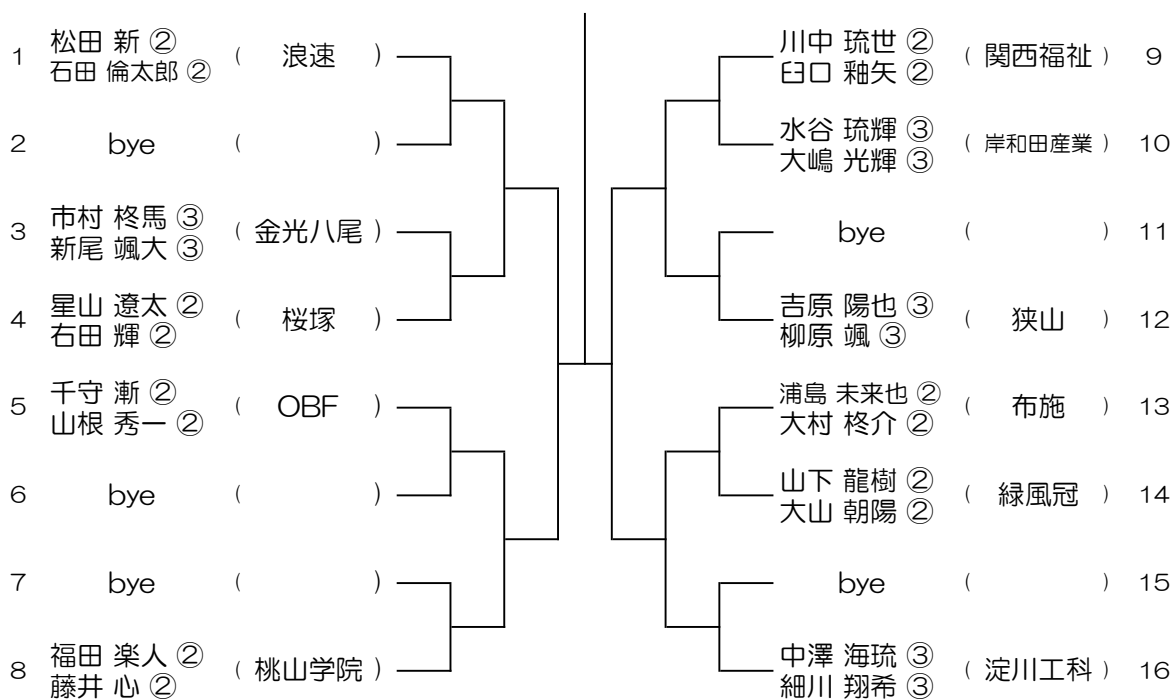 1 松田 新 ② ( 浪速 )
石田 倫太郎 ②
2 bye ( )
3 市村 柊馬 ③ ( 金光八尾 )
新尾 颯大 ③
4 星山 遼太 ② ( 桜塚 )
右田 輝 ②
5 千守 漸 ② ( OBF )
山根 秀一 ②
6 bye ( )
7 bye ( )
8 福田 楽人 ② ( 桃山学院 )
藤井 心 ②
川中 琉世 ② ( 関西福祉 ) 9
臼口 釉矢 ②
水谷 琉輝 ③ ( 岸和田産業 ) 10
大嶋 光輝 ③
bye ( ) 11
吉原 陽也 ③ ( 狭山 ) 12
柳原 颯 ③
浦島 未来也 ② ( 布施 ) 13
大村 柊介 ②
山下 龍樹 ② ( 緑風冠 ) 14
大山 朝陽 ②
bye ( ) 15
中澤 海琉 ③ ( 淀川工科 ) 16
細川 翔希 ③